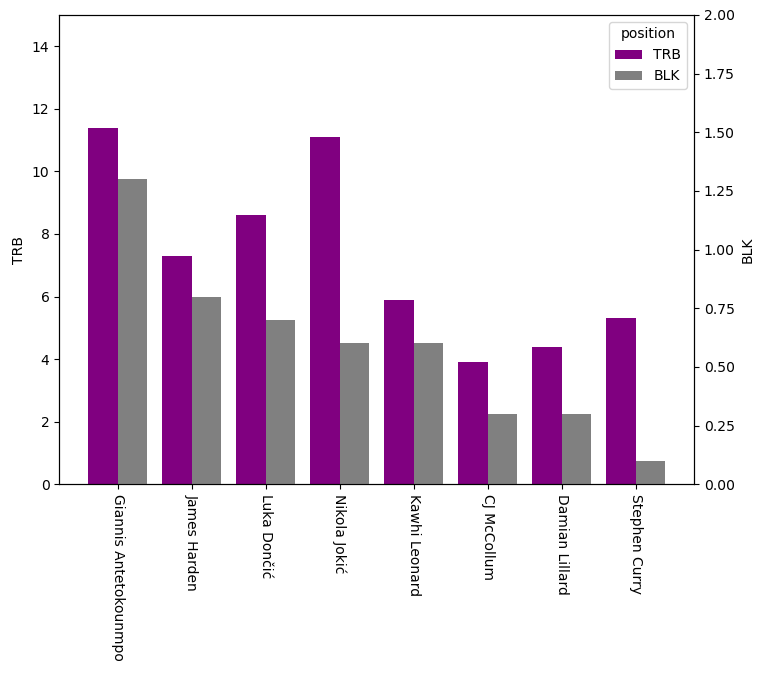 position
TRB
BLK
14
12
10
8
6
4
2
0
TRB
2.00
1.75
1.50
1.25
1.00
0.75
0.50
0.25
0.00
BLK
Giannis Antetokounmpo
James Harden
Luka Dončić
Nikola Jokić
Kawhi Leonard
CJ McCollum
Damian Lillard
Stephen Curry